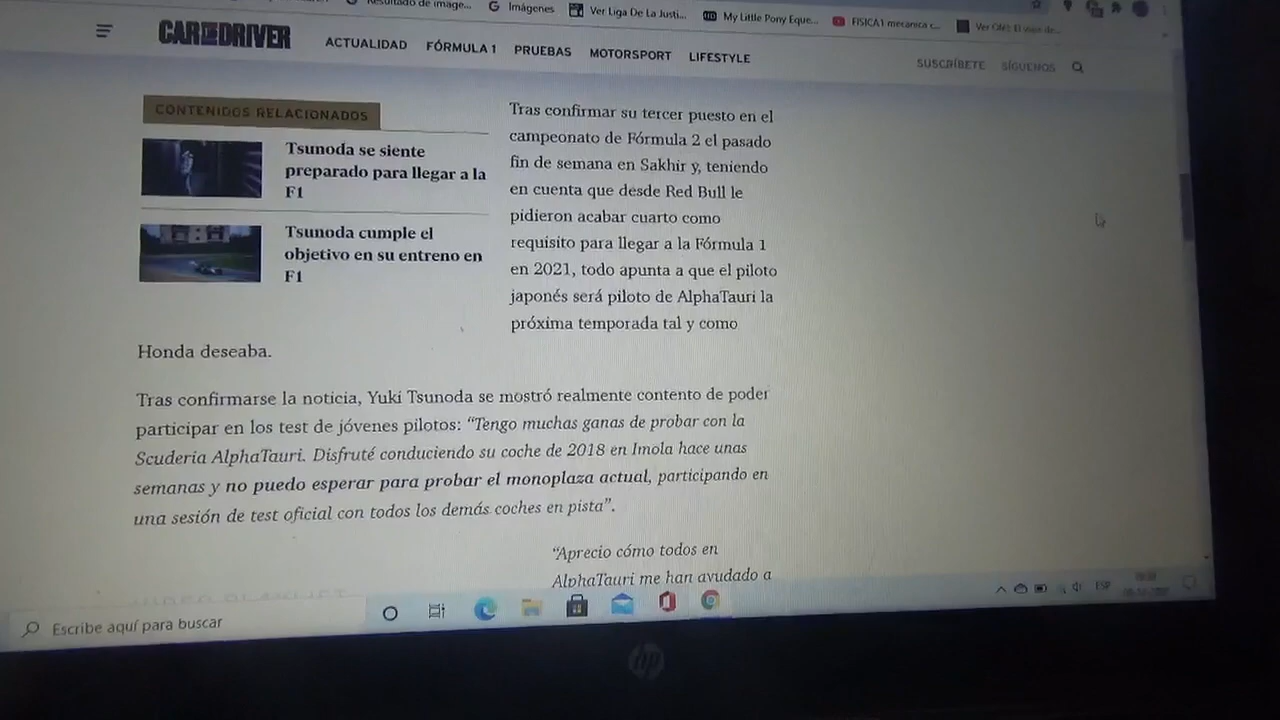 Resultado de image...
Imágenes
Ver Liga De La Justi...
My Little Pony Eque...
FISICA1 mecanica c...
CAR AND DRIVER
ACTUALIDAD
FÓRMULA 1
PRUEBAS
MOTORSPORT
LIFESTYLE
SUSCRÍBETE
SÍGUENOS
CONTENIDOS RELACIONADOS
Tsunoda se siente
preparado para llegar a la
F1
Tsunoda cumple el
objetivo en su entreno en
F1
Tras confirmar su tercer puesto en el
campeonato de Fórmula 2 el pasado
fin de semana en Sakhir y, teniendo
en cuenta que desde Red Bull le
pidieron acabar cuarto como
requisito para llegar a la Fórmula 1
en 2021, todo apunta a que el piloto
japonés será piloto de AlphaTauri la
próxima temporada tal y como
Honda deseaba.
Tras confirmarse la noticia, Yuki Tsunoda se mostró realmente contento de poder
participar en los test de jóvenes pilotos: “Tengo muchas ganas de probar con la
Scuderia AlphaTauri. Disfruté conduciendo su coche de 2018 en Imola hace unas
semanas y no puedo esperar para probar el monoplaza actual, participando en
una sesión de test oficial con todos los demás coches en pista”.
“Aprecio cómo todos en
AlphaTauri me han ayudado a
Escribe aquí para buscar
ESP
hp